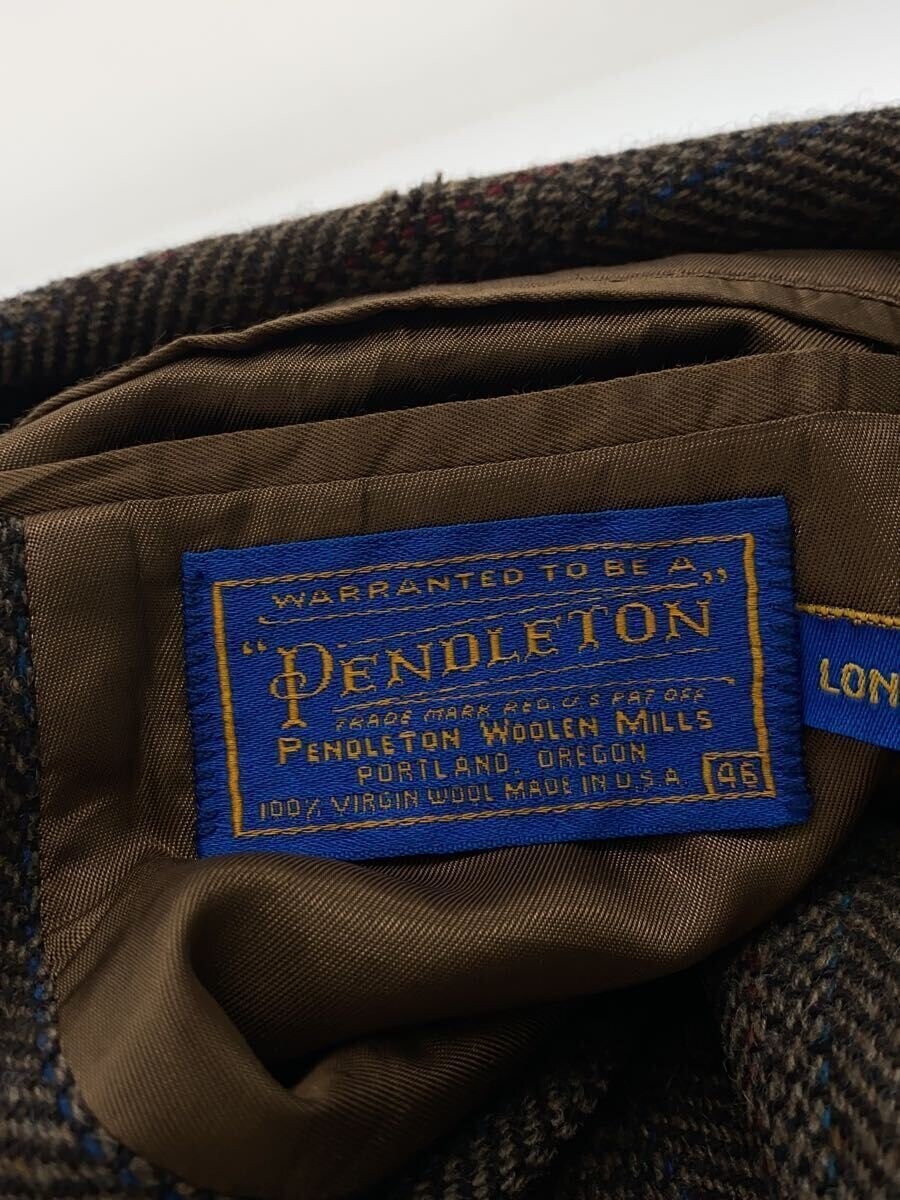 WARRANTED TO BE A
"PENDLETON"
TRADE MARK REG. U.S. PAT. OFF
PENDLETON WOOLEN MILLS
PORTLAND, OREGON
100% VIRGIN WOOL MADE IN U.S.A. 46
LON